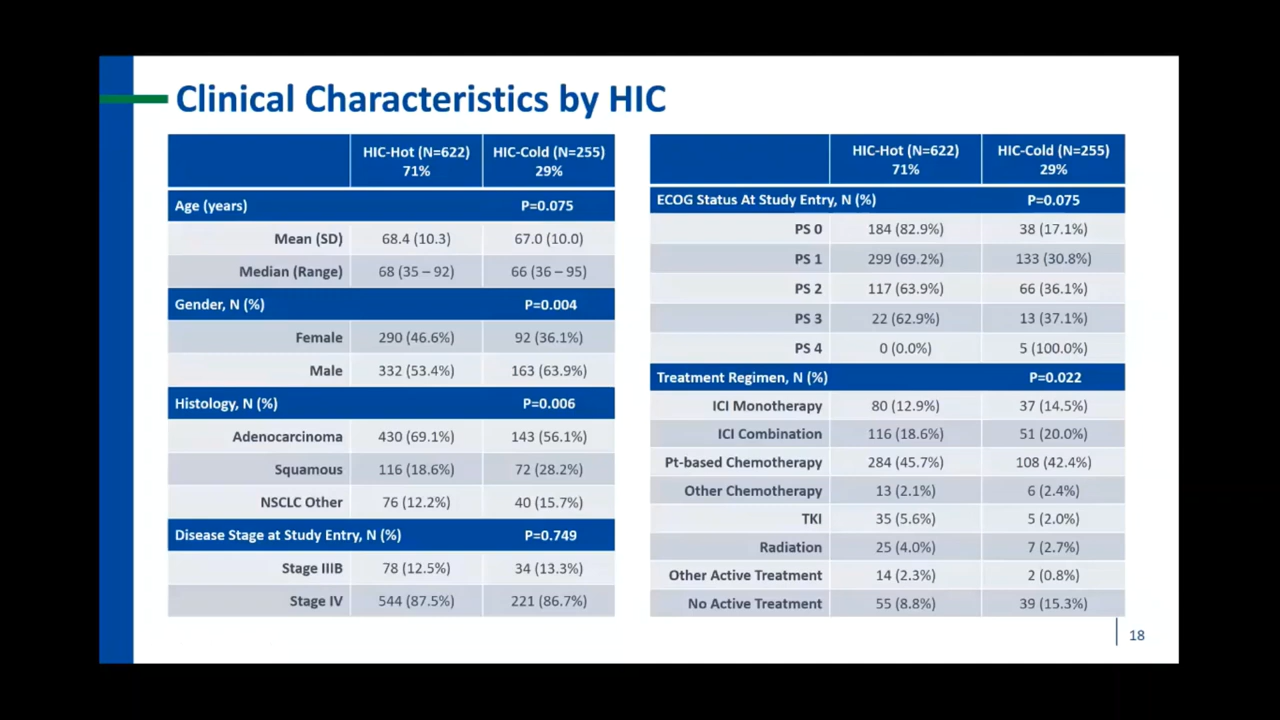 Clinical Characteristics by HIC
HIC-Hot (N=622) HIC-Cold (N=255)
71% 29%
Age (years) P=0.075
Mean (SD) 68.4 (10.3) 67.0 (10.0)
Median (Range) 68 (35 – 92) 66 (36 – 95)
Gender, N (%) P=0.004
Female 290 (46.6%) 92 (36.1%)
Male 332 (53.4%) 163 (63.9%)
Histology, N (%) P=0.006
Adenocarcinoma 430 (69.1%) 143 (56.1%)
Squamous 116 (18.6%) 72 (28.2%)
NSCLC Other 76 (12.2%) 40 (15.7%)
Disease Stage at Study Entry, N (%) P=0.749
Stage IIIB 78 (12.5%) 34 (13.3%)
Stage IV 544 (87.5%) 221 (86.7%)
HIC-Hot (N=622) HIC-Cold (N=255)
71% 29%
ECOG Status At Study Entry, N (%) P=0.075
PS 0 184 (82.9%) 38 (17.1%)
PS 1 299 (69.2%) 133 (30.8%)
PS 2 117 (63.9%) 66 (36.1%)
PS 3 22 (62.9%) 13 (37.1%)
PS 4 0 (0.0%) 5 (100.0%)
Treatment Regimen, N (%) P=0.022
ICI Monotherapy 80 (12.9%) 37 (14.5%)
ICI Combination 116 (18.6%) 51 (20.0%)
Pt-based Chemotherapy 284 (45.7%) 108 (42.4%)
Other Chemotherapy 13 (2.1%) 6 (2.4%)
TKI 35 (5.6%) 5 (2.0%)
Radiation 25 (4.0%) 7 (2.7%)
Other Active Treatment 14 (2.3%) 2 (0.8%)
No Active Treatment 55 (8.8%) 39 (15.3%)
18